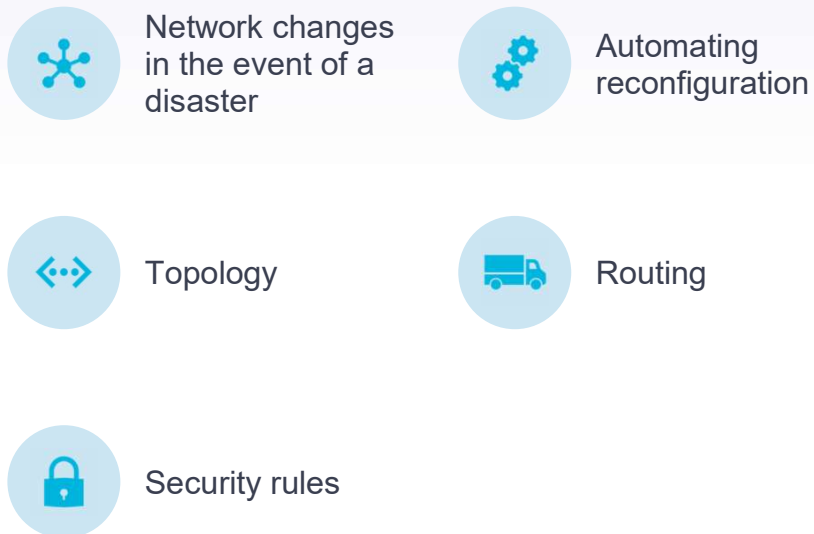 Network changes
in the event of a
disaster
Automating
reconfiguration
Topology
Routing
Security rules